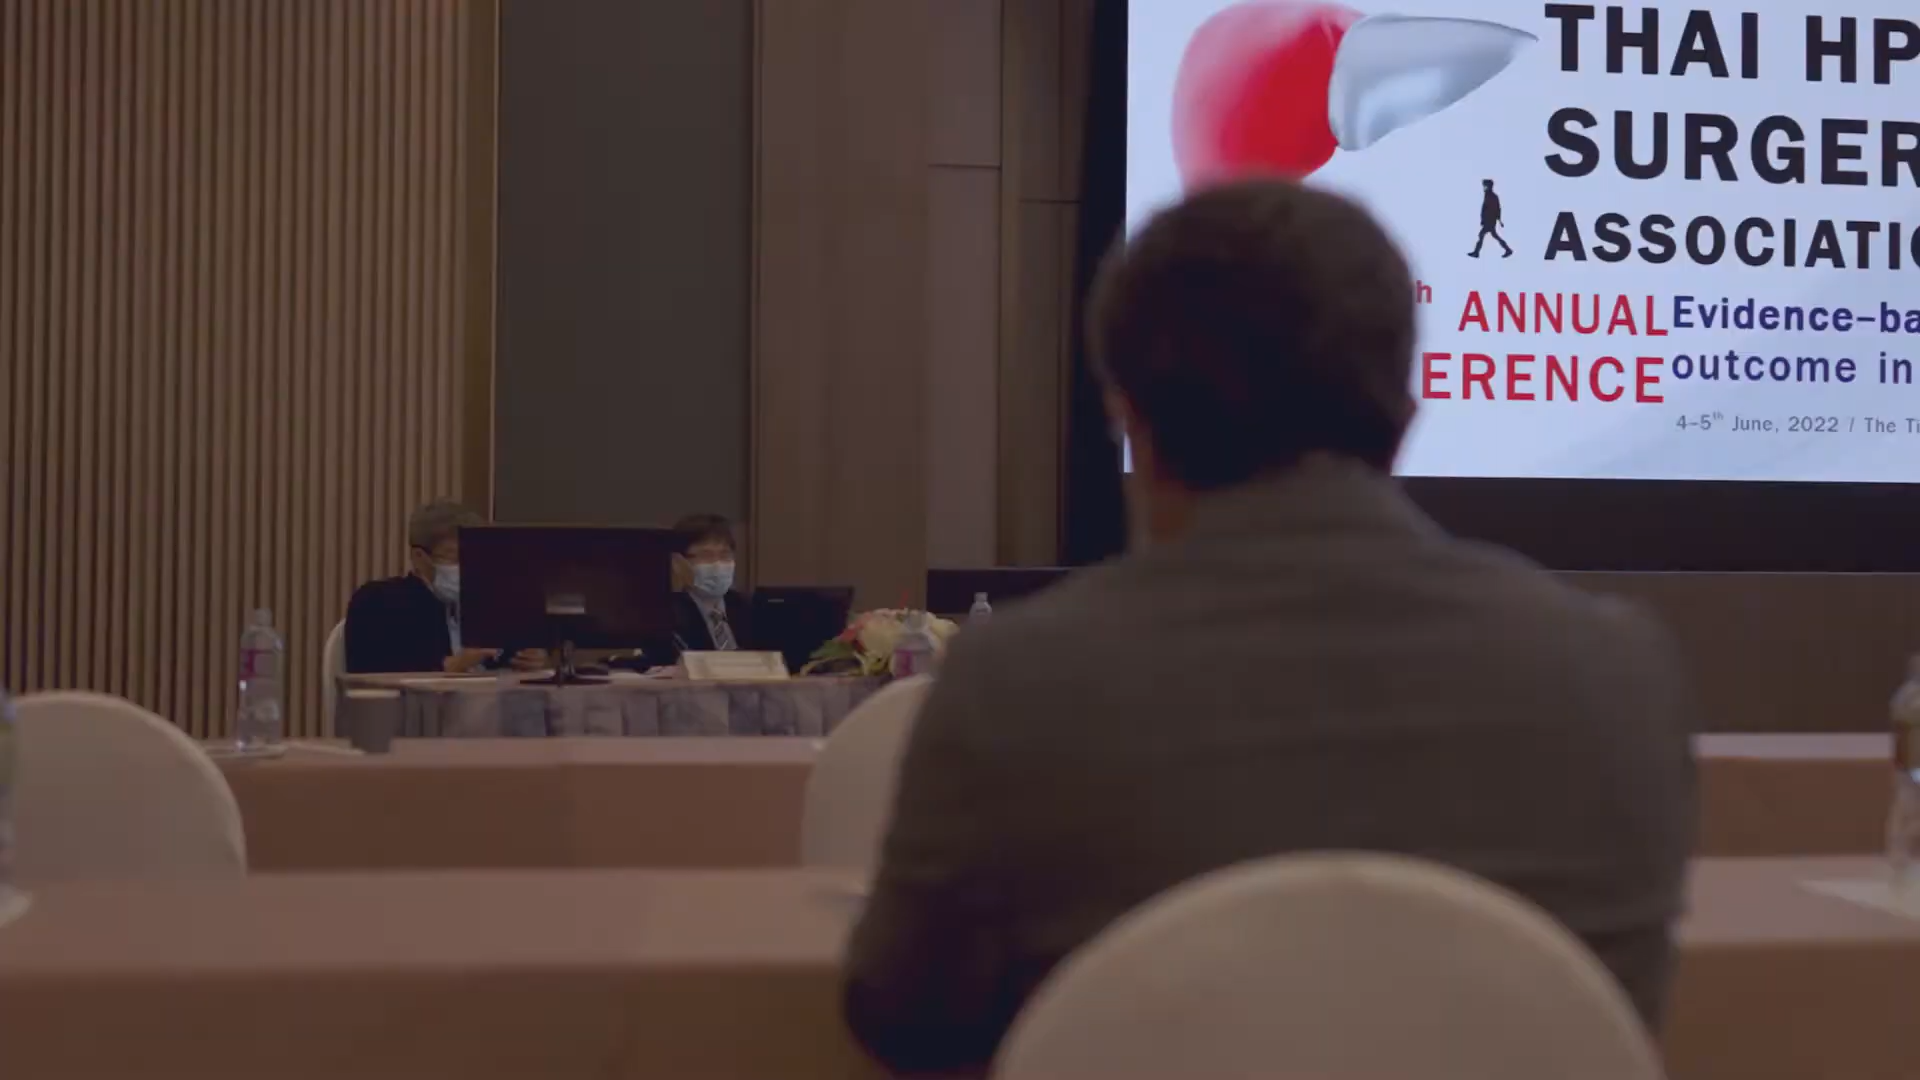 THAI HP
SURGER
ASSOCIATI
h ANNUAL
ERENCE
Evidence-ba
outcome in
4-5th June, 2022 / The Ti